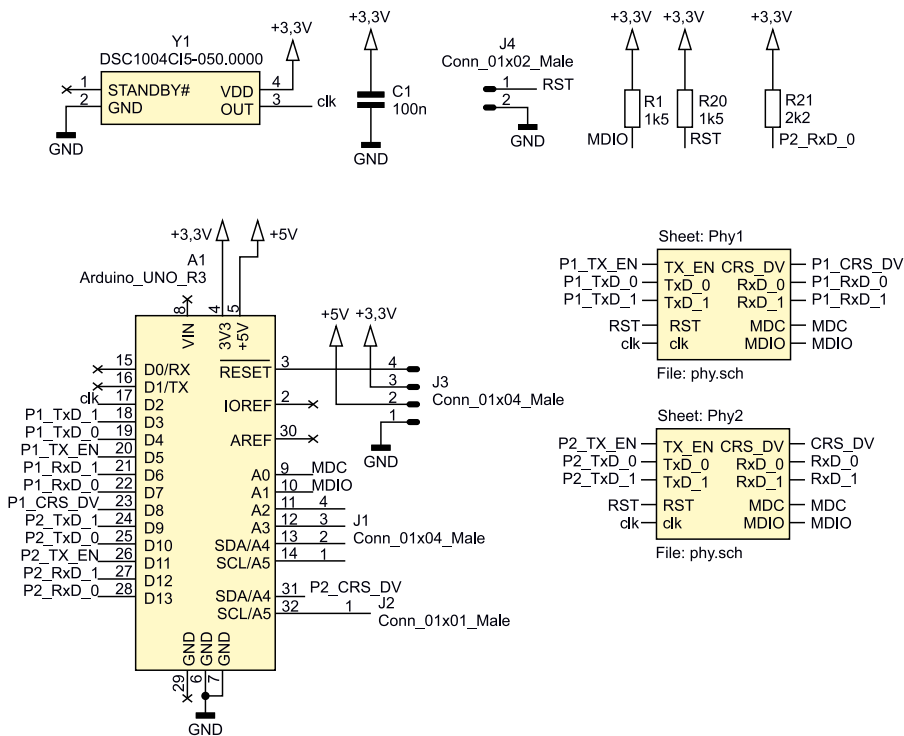 Y1
DSC1004CI5-050.0000
+3,3V
1 STANDBY# VDD 4
2 GND OUT 3 clk
GND
+3,3V
C1
100n
GND
J4
Conn_01x02_Male
1 RST
2
GND
+3,3V +3,3V +3,3V
R1 R20 R21
1k5 1k5 2k2
MDIO RST P2_RxD_0
+3,3V +5V
A1
Arduino_UNO_R3
8 4 5
VIN 3V3 +5V
15 D0/RX
16 D1/TX
clk 17 D2
P1_TxD_1 18 D3
P1_TxD_0 19 D4
P1_TX_EN 20 D5
P1_RxD_1 21 D6
P1_RxD_0 22 D7
P1_CRS_DV 23 D8
P2_TxD_1 24 D9
P2_TxD_0 25 D10
P2_TX_EN 26 D11
P2_RxD_1 27 D12
P2_RxD_0 28 D13
RESET 3
IOREF 2
AREF 30
A0 9 MDC
A1 10 MDIO
A2 11 4
A3 12 3
SDA/A4 13 2
SCL/A5 14 1
J1
Conn_01x04_Male
SDA/A4 31 P2_CRS_DV
SCL/A5 32 1
J2
Conn_01x01_Male
GND GND GND
29 6 7
GND
+5V +3,3V
4
3
2
1
J3
Conn_01x04_Male
GND
Sheet: Phy1
P1_TX_EN TX_EN CRS_DV P1_CRS_DV
P1_TxD_0 TxD_0 RxD_0 P1_RxD_0
P1_TxD_1 TxD_1 RxD_1 P1_RxD_1
RST RST MDC MDC
clk clk MDIO MDIO
File: phy.sch
Sheet: Phy2
P2_TX_EN TX_EN CRS_DV CRS_DV
P2_TxD_0 TxD_0 RxD_0 RxD_0
P2_TxD_1 TxD_1 RxD_1 RxD_1
RST RST MDC MDC
clk clk MDIO MDIO
File: phy.sch